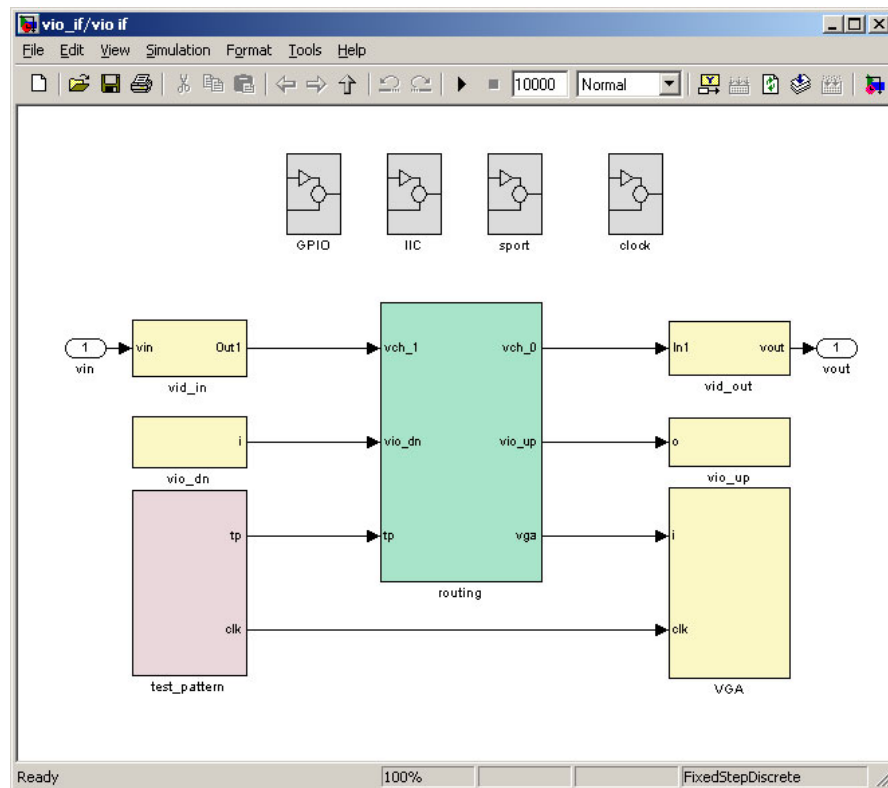 vio_if/vio if
File Edit View Simulation Format Tools Help
10000 Normal
GPIO IIC sport clock
1 vin Out1 vch_1 vch_0 In1 vout 1
vin vid_in vid_out vout
i vio_dn vio_up o
vio_dn vio_up
tp tp vga i
routing
clk clk
test_pattern VGA
Ready 100% FixedStepDiscrete